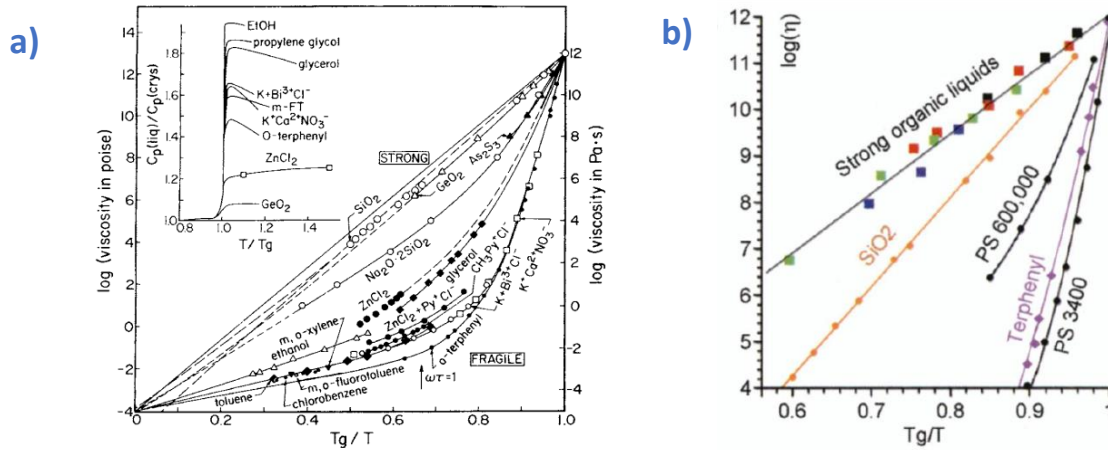 a)
EtOH
propylene glycol
glycerol
K+Bi³⁺Cl⁻
m-FT
K⁺Ca²⁺NO₃⁻
O-terphenyl
ZnCl₂
GeO₂
Cp(liq)/Cp(crys)
1.8
1.6
1.4
1.2
1.0
0.8 1.0 1.2 1.4
T/Tg
log (viscosity in poise)
14
12
10
8
6
4
2
0
-2
-4
STRONG
SiO₂
GeO₂
As₂S₃
Na₂O·2SiO₂
ZnCl₂
glycerol
CH₃Py⁺Cl⁻
ZnCl₂+Py⁺Cl⁻
K+Bi³⁺Cl⁻
K⁺Ca²⁺NO₃⁻
m,o-xylene
ethanol
o-terphenyl
FRAGILE
m,o-fluorotoluene
chlorobenzene
toluene
ωτ=1
0 0.2 0.4 0.6 0.8 1.0
Tg/T
12
10
8
6
4
2
0
-2
-4
log (viscosity in Pa·s)
b)
log(η)
12
11
10
9
8
7
6
5
4
Strong organic liquids
SiO2
PS 600,000
Terphenyl
PS 3400
0.6 0.7 0.8 0.9 1
Tg/T